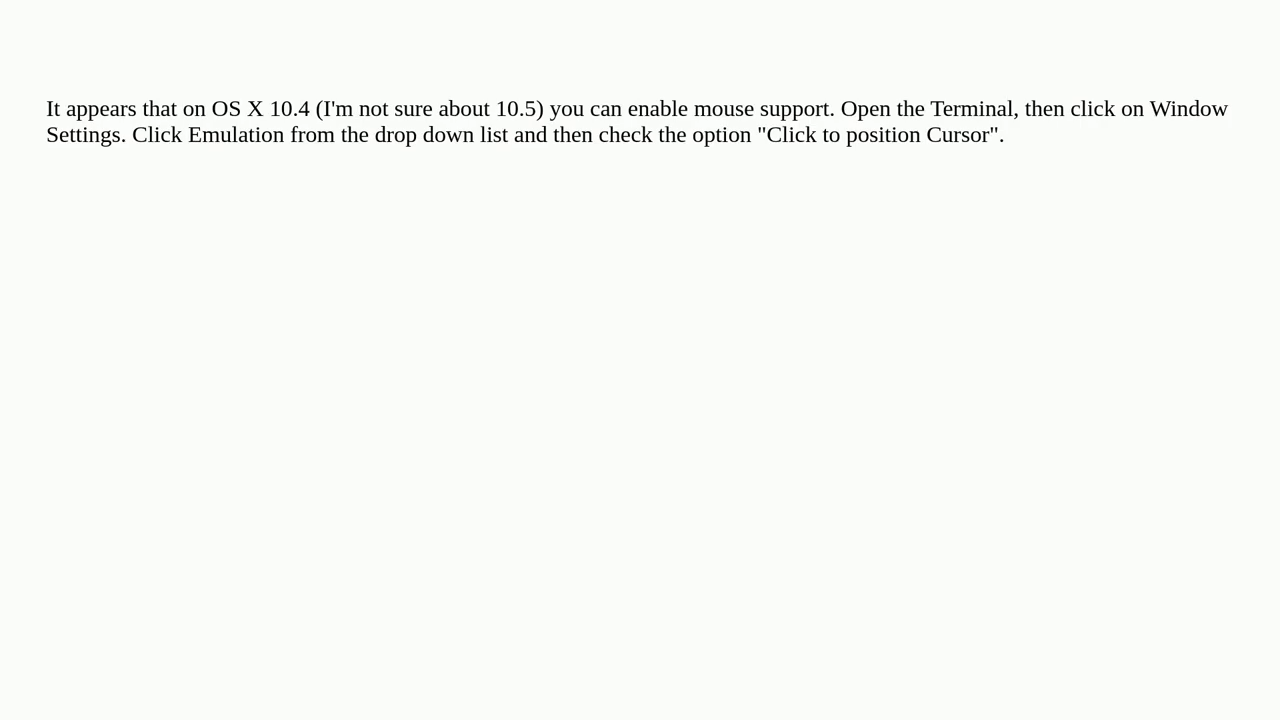 It appears that on OS X 10.4 (I'm not sure about 10.5) you can enable mouse support. Open the Terminal, then click on Window
Settings. Click Emulation from the drop down list and then check the option "Click to position Cursor".